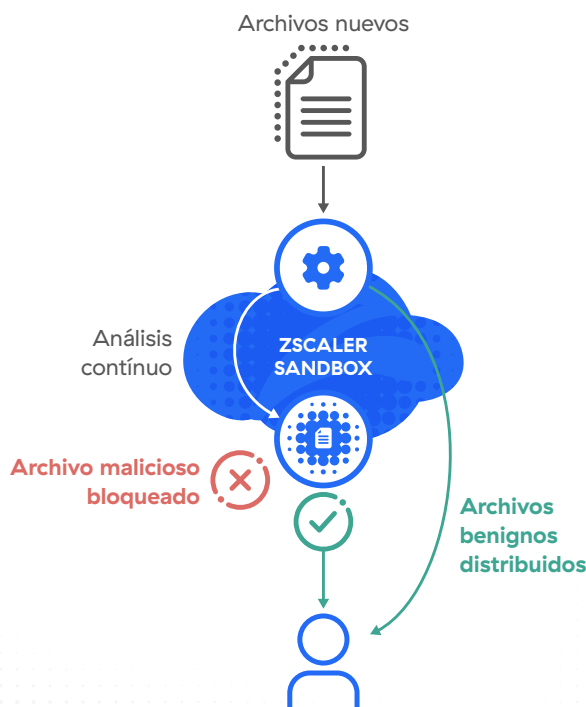 Archivos nuevos
Análisis
contínuo
ZSCALER
SANDBOX
Archivo malicioso
bloqueado
Archivos
benignos
distribuidos